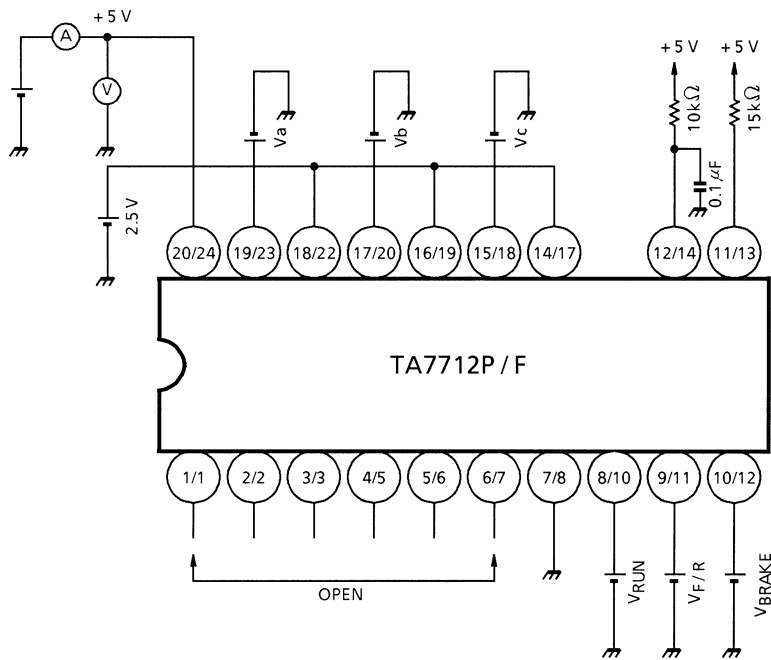 +5 V
A
V
Va
Vb
Vc
+5 V
+5 V
10kΩ
15kΩ
0.1 μF
2.5 V
20/24
19/23
18/22
17/20
16/19
15/18
14/17
12/14
11/13
TA7712P / F
1/1
2/2
3/3
4/5
5/6
6/7
7/8
8/10
9/11
10/12
OPEN
VRUN
VF / R
VBRAKE